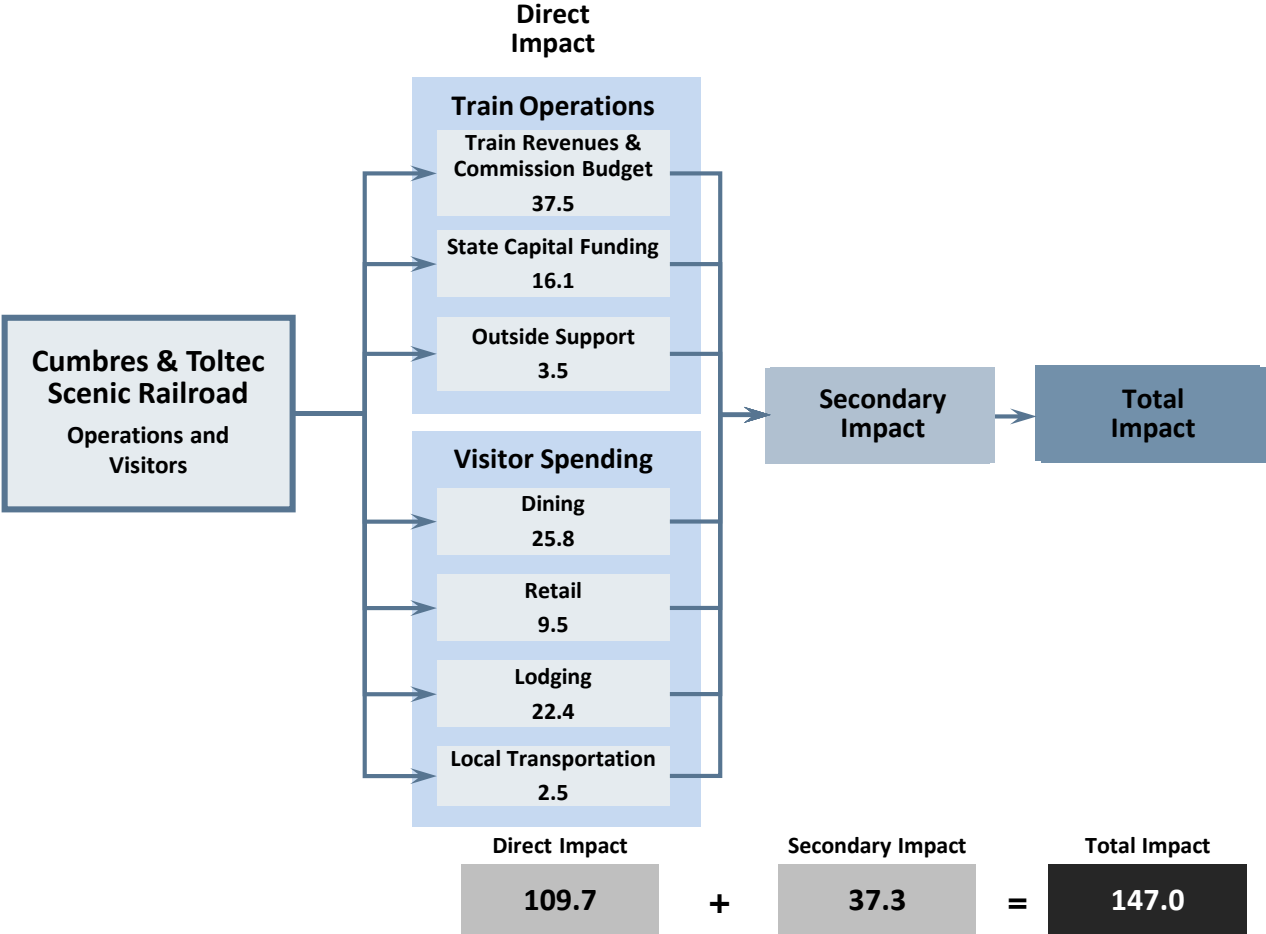 Direct
Impact
Train Operations
Train Revenues &
Commission Budget
37.5
State Capital Funding
16.1
Outside Support
3.5
Cumbres & Toltec
Scenic Railroad
Operations and
Visitors
Secondary
Impact
Total
Impact
Visitor Spending
Dining
25.8
Retail
9.5
Lodging
22.4
Local Transportation
2.5
Direct Impact
Secondary Impact
Total Impact
109.7 + 37.3 = 147.0